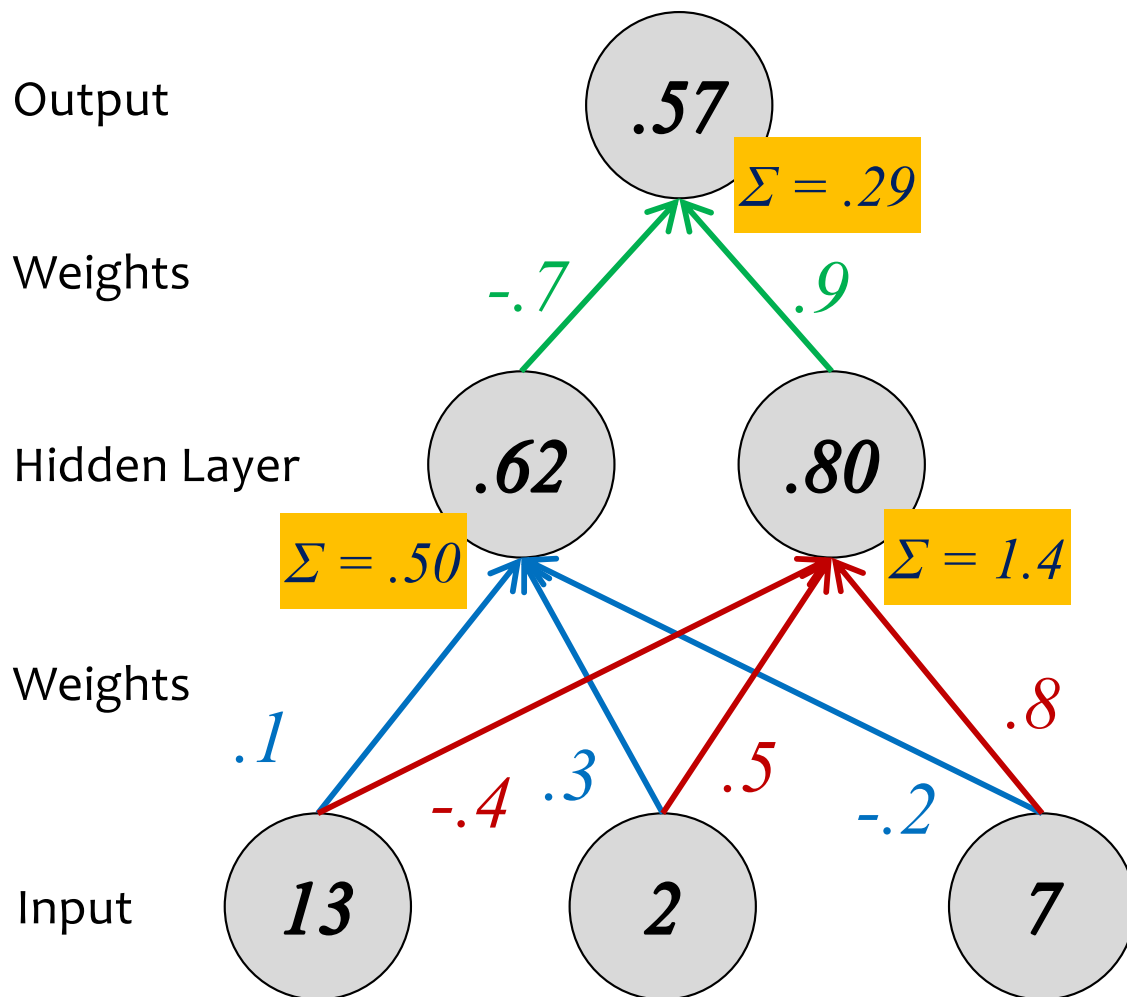 Output
.57
Σ = .29
Weights
-.7
.9
Hidden Layer
.62
.80
Σ = .50
Σ = 1.4
Weights
.1
-.4
.3
.5
-.2
.8
Input
13
2
7